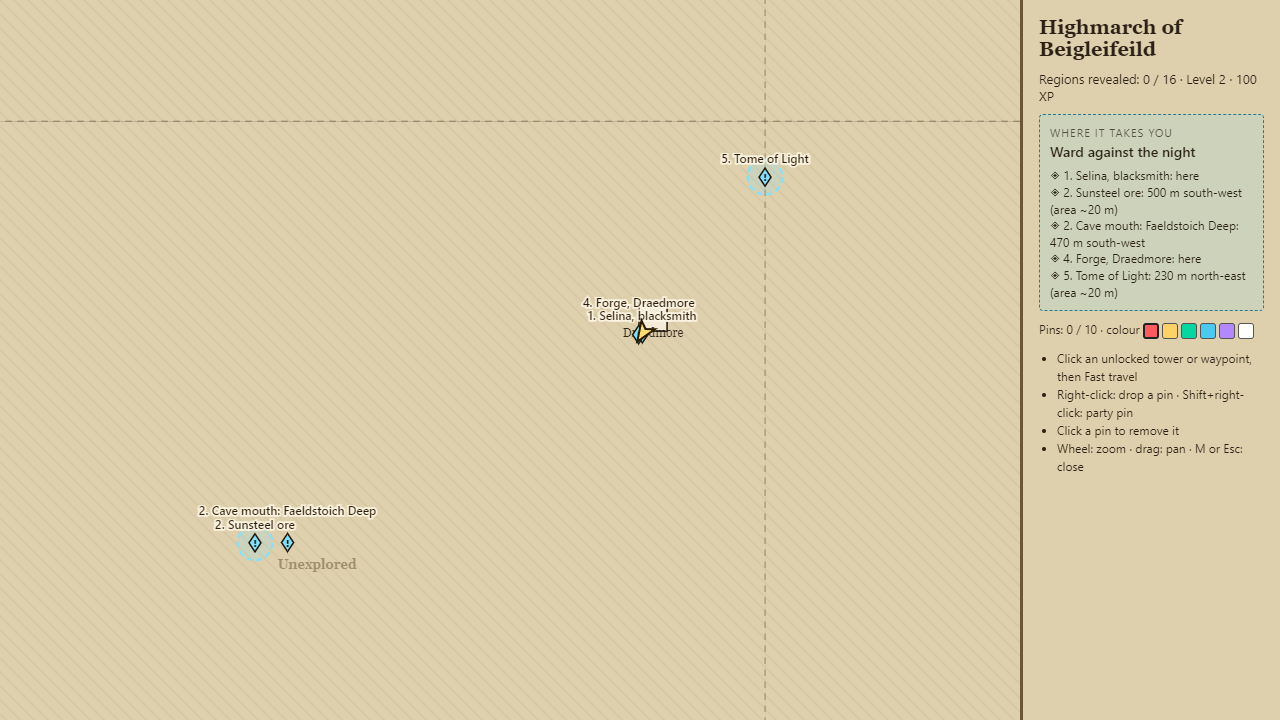 5. Tome of Light
4. Forge, Draedmore
1. Selina, blacksmith
2. Cave mouth: Faeldstoich Deep
2. Sunsteel ore
Unexplored
Highmarch of
Beigleifeild
Regions revealed: 0 / 16 · Level 2 · 100
XP
WHERE IT TAKES YOU
Ward against the night
◈ 1. Selina, blacksmith: here
◈ 2. Sunsteel ore: 500 m south-west
(area ~20 m)
◈ 2. Cave mouth: Faeldstoich Deep:
470 m south-west
◈ 4. Forge, Draedmore: here
◈ 5. Tome of Light: 230 m north-east
(area ~20 m)
Pins: 0 / 10 · colour
• Click an unlocked tower or waypoint,
then Fast travel
• Right-click: drop a pin · Shift+right-
click: party pin
• Click a pin to remove it
• Wheel: zoom · drag: pan · M or Esc:
close